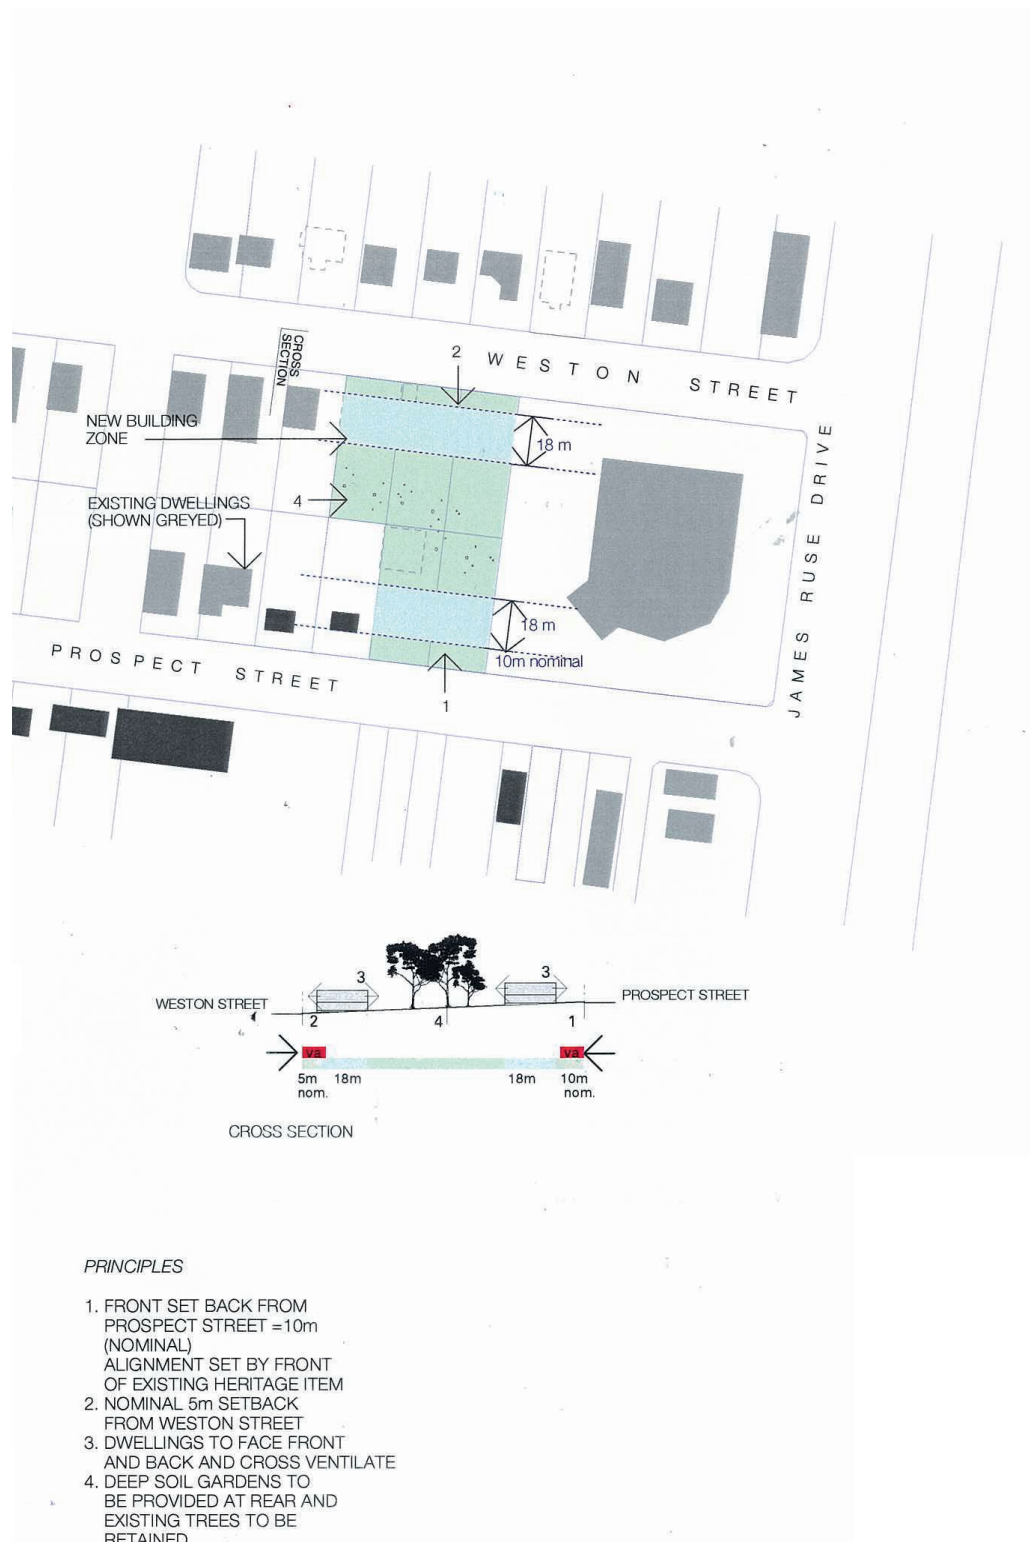 CROSS
SECTION
2
WESTON STREET
NEW BUILDING
ZONE
18 m
JAMES RUSE DRIVE
EXISTING DWELLINGS
(SHOWN GREYED)
4
18 m
10m nominal
PROSPECT STREET
1
3
3
WESTON STREET
PROSPECT STREET
2
4
1
va
va
5m
nom.
18m
18m
10m
nom.
CROSS SECTION
PRINCIPLES
1. FRONT SET BACK FROM
PROSPECT STREET =10m
(NOMINAL)
ALIGNMENT SET BY FRONT
OF EXISTING HERITAGE ITEM
2. NOMINAL 5m SETBACK
FROM WESTON STREET
3. DWELLINGS TO FACE FRONT
AND BACK AND CROSS VENTILATE
4. DEEP SOIL GARDENS TO
BE PROVIDED AT REAR AND
EXISTING TREES TO BE
RETAINED